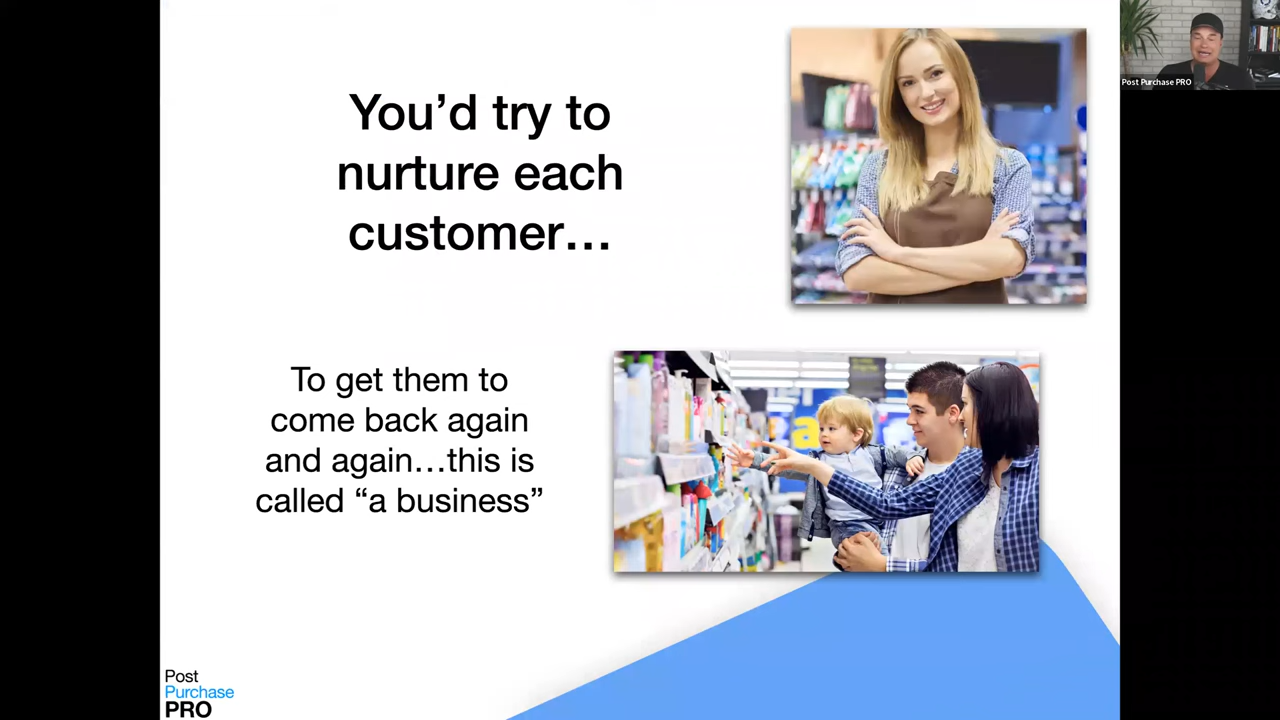 You’d try to
nurture each
customer…
To get them to
come back again
and again…this is
called “a business”
Post
Purchase
PRO
Post Purchase PRO